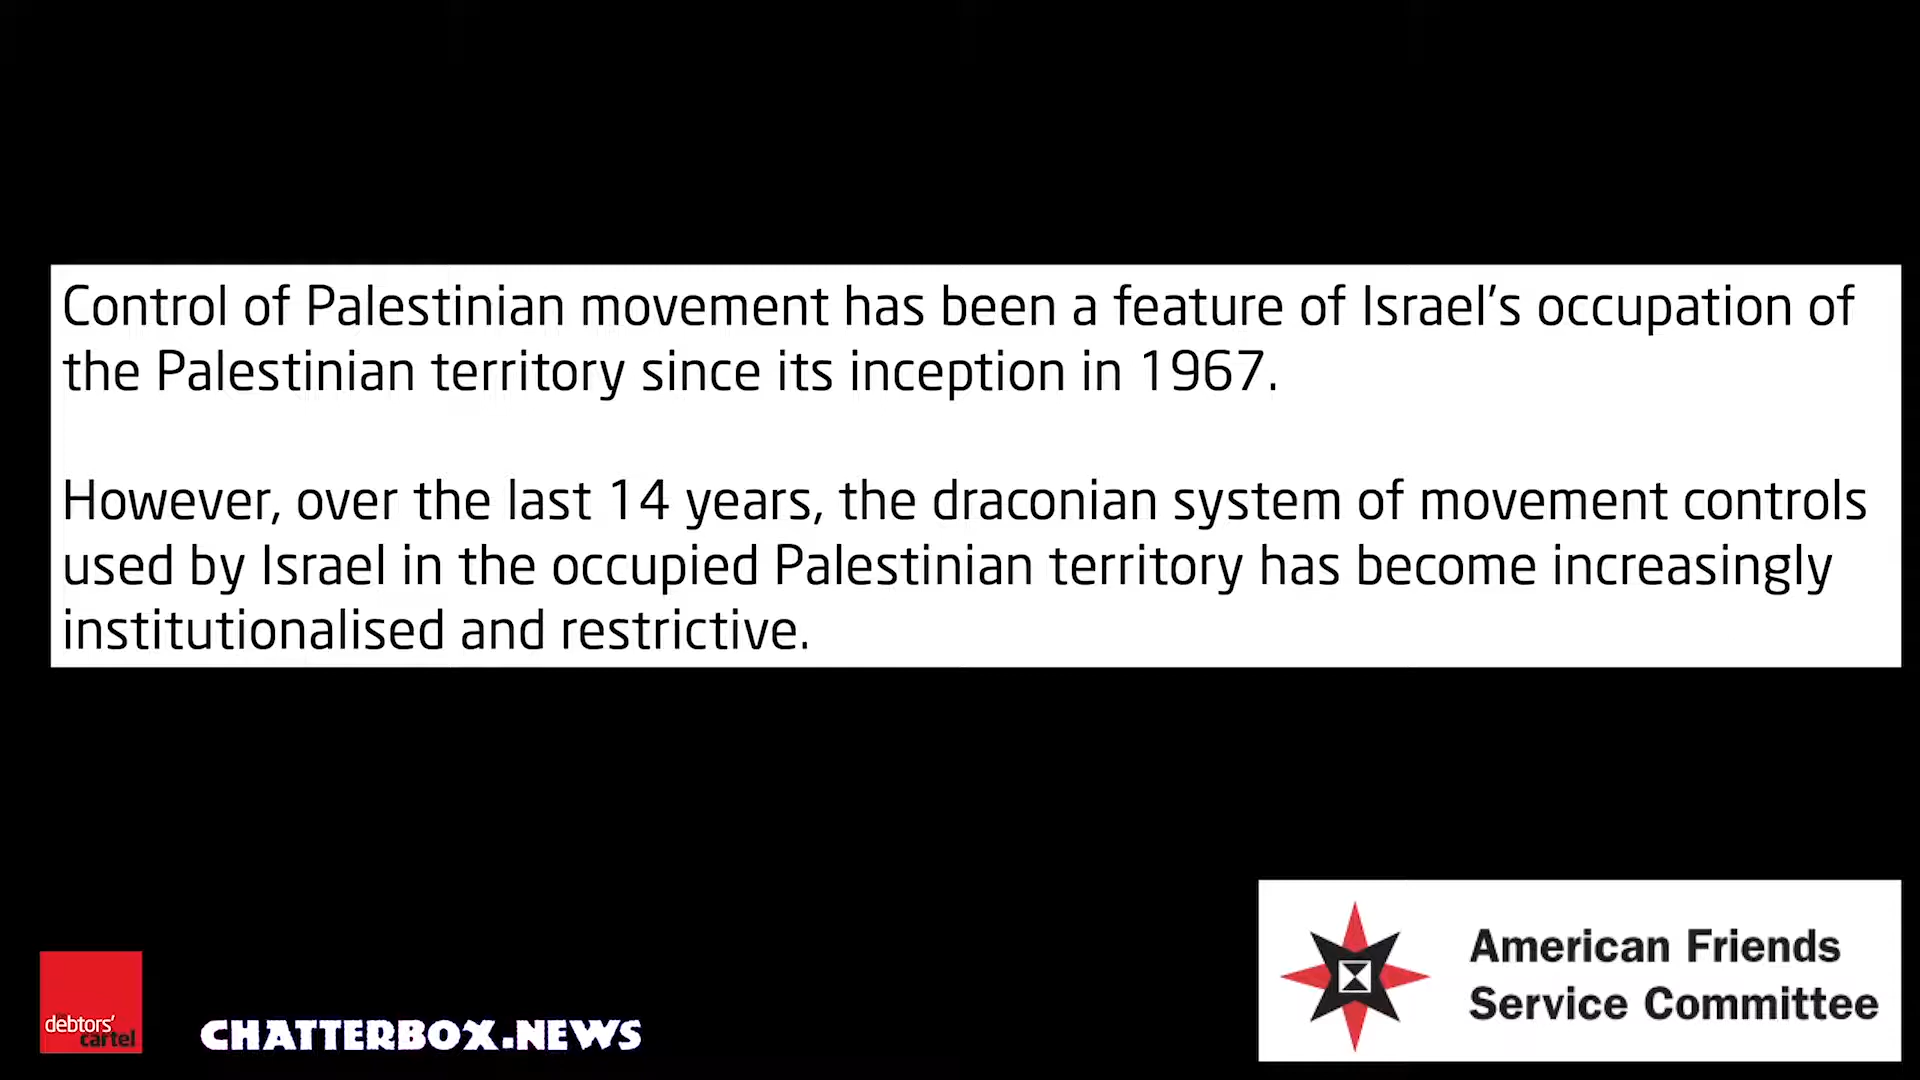 Control of Palestinian movement has been a feature of Israel's occupation of
the Palestinian territory since its inception in 1967.
However, over the last 14 years, the draconian system of movement controls
used by Israel in the occupied Palestinian territory has become increasingly
institutionalised and restrictive.
debtors'
cartel
CHATTERBOX.NEWS
American Friends
Service Committee